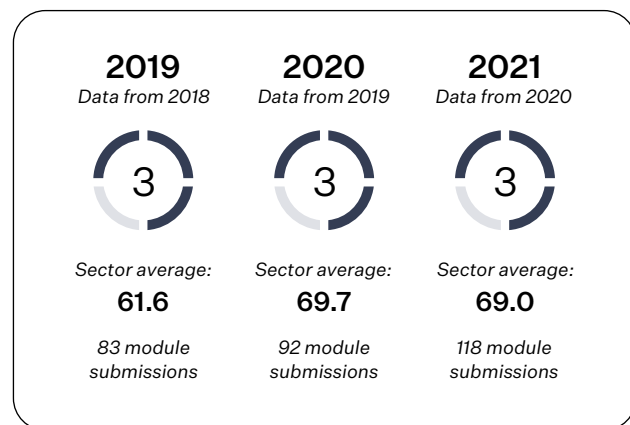 2019
Data from 2018
3
Sector average:
61.6
83 module
submissions
2020
Data from 2019
3
Sector average:
69.7
92 module
submissions
2021
Data from 2020
3
Sector average:
69.0
118 module
submissions